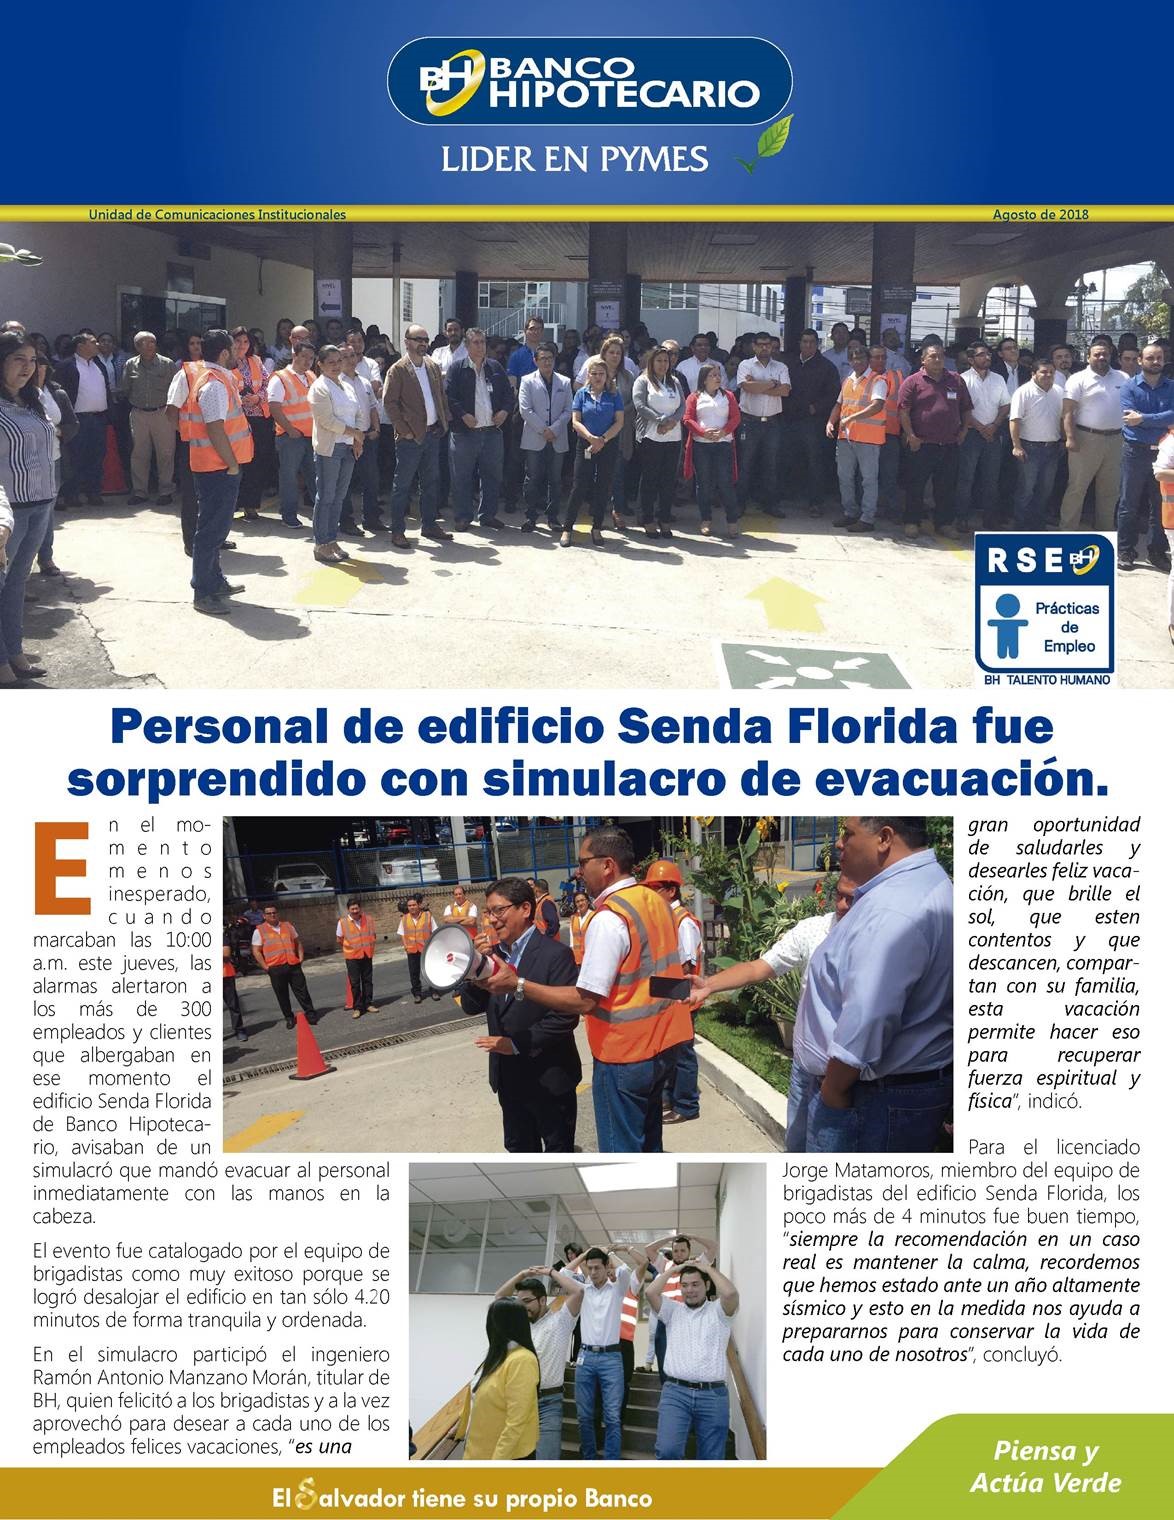 BH BANCO
HIPOTECARIO
LIDER EN PYMES
Unidad de Comunicaciones Institucionales
Agosto de 2018
RSE BH
Prácticas
de
Empleo
BH TALENTO HUMANO
Personal de edificio Senda Florida fue
sorprendido con simulacro de evacuación.
En el mo-
mento
menos
inesperado,
cuando
marcaban las 10:00
a.m. este jueves, las
alarmas alertaron a
los más de 300
empleados y clientes
que albergaban en
ese momento el
edificio Senda Florida
de Banco Hipoteca-
rio, avisaban de un
simulacró que mandó evacuar al personal
inmediatamente con las manos en la
cabeza.
El evento fue catalogado por el equipo de
brigadistas como muy exitoso porque se
logró desalojar el edificio en tan sólo 4.20
minutos de forma tranquila y ordenada.
En el simulacro participó el ingeniero
Ramón Antonio Manzano Morán, titular de
BH, quien felicitó a los brigadistas y a la vez
aprovechó para desear a cada uno de los
empleados felices vacaciones, “es una
gran oportunidad
de saludarles y
desearles feliz vaca-
ción, que brille el
sol, que esten
contentos y que
descancen, compar-
tan con su familia,
esta vacación
permite hacer eso
para recuperar
fuerza espiritual y
física”, indicó.
Para el licenciado
Jorge Matamoros, miembro del equipo de
brigadistas del edificio Senda Florida, los
poco más de 4 minutos fue buen tiempo,
“siempre la recomendación en un caso
real es mantener la calma, recordemos
que hemos estado ante un año altamente
sísmico y esto en la medida nos ayuda a
prepararnos para conservar la vida de
cada uno de nosotros”, concluyó.
Piensa y
Actúa Verde
El Salvador tiene su propio Banco